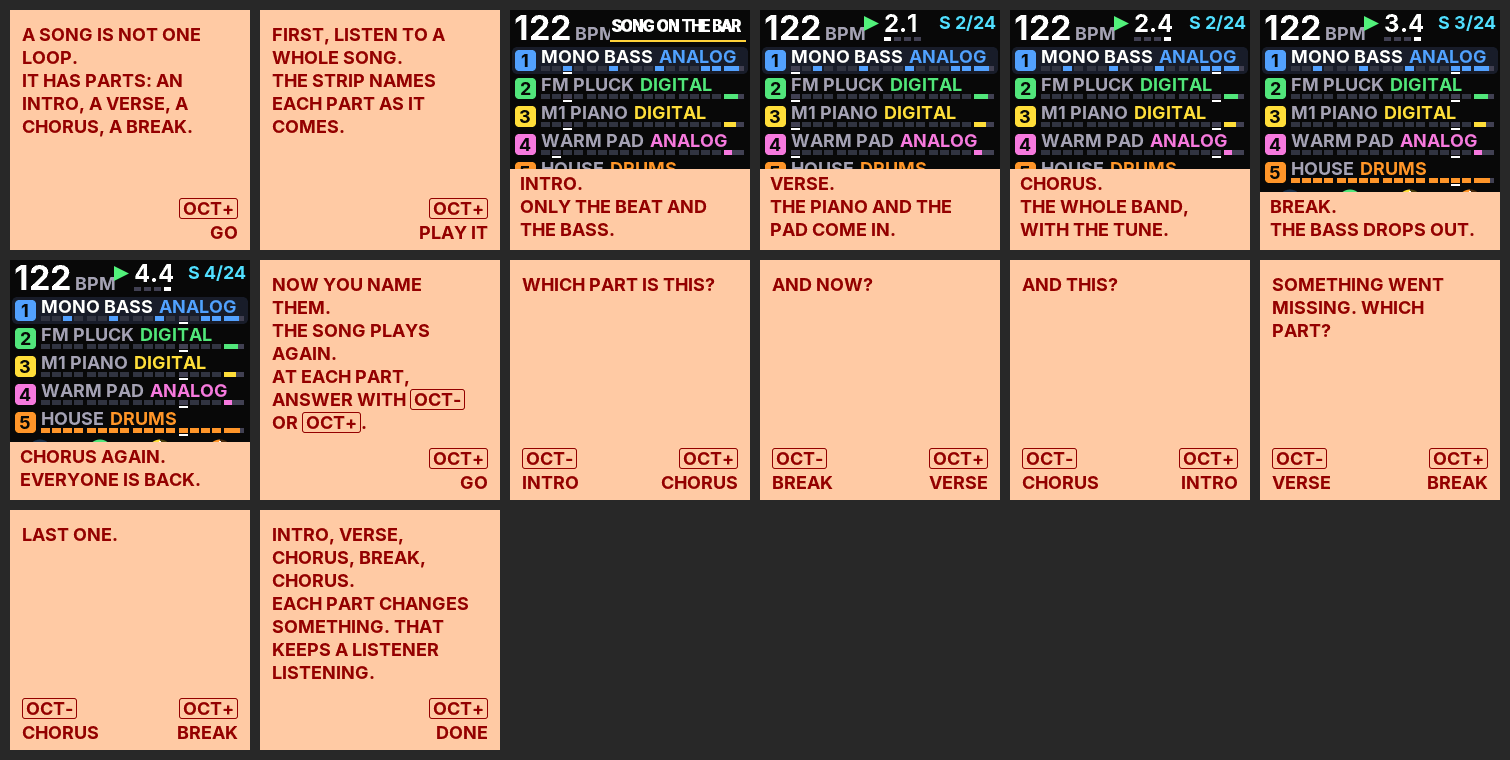 A SONG IS NOT ONE
LOOP.
IT HAS PARTS: AN
INTRO, A VERSE, A
CHORUS, A BREAK.
OCT+
GO
FIRST, LISTEN TO A
WHOLE SONG.
THE STRIP NAMES
EACH PART AS IT
COMES.
OCT+
PLAY IT
122 BPM SONG ON THE BAR
1 MONO BASS ANALOG
2 FM PLUCK DIGITAL
3 M1 PIANO DIGITAL
4 WARM PAD ANALOG
HOUSE DRUMS
INTRO.
ONLY THE BEAT AND
THE BASS.
122 BPM 2.1 S 2/24
1 MONO BASS ANALOG
2 FM PLUCK DIGITAL
3 M1 PIANO DIGITAL
4 WARM PAD ANALOG
HOUSE DRUMS
VERSE.
THE PIANO AND THE
PAD COME IN.
122 BPM 2.4 S 2/24
1 MONO BASS ANALOG
2 FM PLUCK DIGITAL
3 M1 PIANO DIGITAL
4 WARM PAD ANALOG
HOUSE DRUMS
CHORUS.
THE WHOLE BAND,
WITH THE TUNE.
122 BPM 3.4 S 3/24
1 MONO BASS ANALOG
2 FM PLUCK DIGITAL
3 M1 PIANO DIGITAL
4 WARM PAD ANALOG
5 HOUSE DRUMS
BREAK.
THE BASS DROPS OUT.
122 BPM 4.4 S 4/24
1 MONO BASS ANALOG
2 FM PLUCK DIGITAL
3 M1 PIANO DIGITAL
4 WARM PAD ANALOG
5 HOUSE DRUMS
CHORUS AGAIN.
EVERYONE IS BACK.
NOW YOU NAME
THEM.
THE SONG PLAYS
AGAIN.
AT EACH PART,
ANSWER WITH OCT-
OR OCT+.
OCT+
GO
WHICH PART IS THIS?
OCT- OCT+
INTRO CHORUS
AND NOW?
OCT- OCT+
BREAK VERSE
AND THIS?
OCT- OCT+
CHORUS INTRO
SOMETHING WENT
MISSING. WHICH
PART?
OCT- OCT+
VERSE BREAK
LAST ONE.
OCT- OCT+
CHORUS BREAK
INTRO, VERSE,
CHORUS, BREAK,
CHORUS.
EACH PART CHANGES
SOMETHING. THAT
KEEPS A LISTENER
LISTENING.
OCT+
DONE